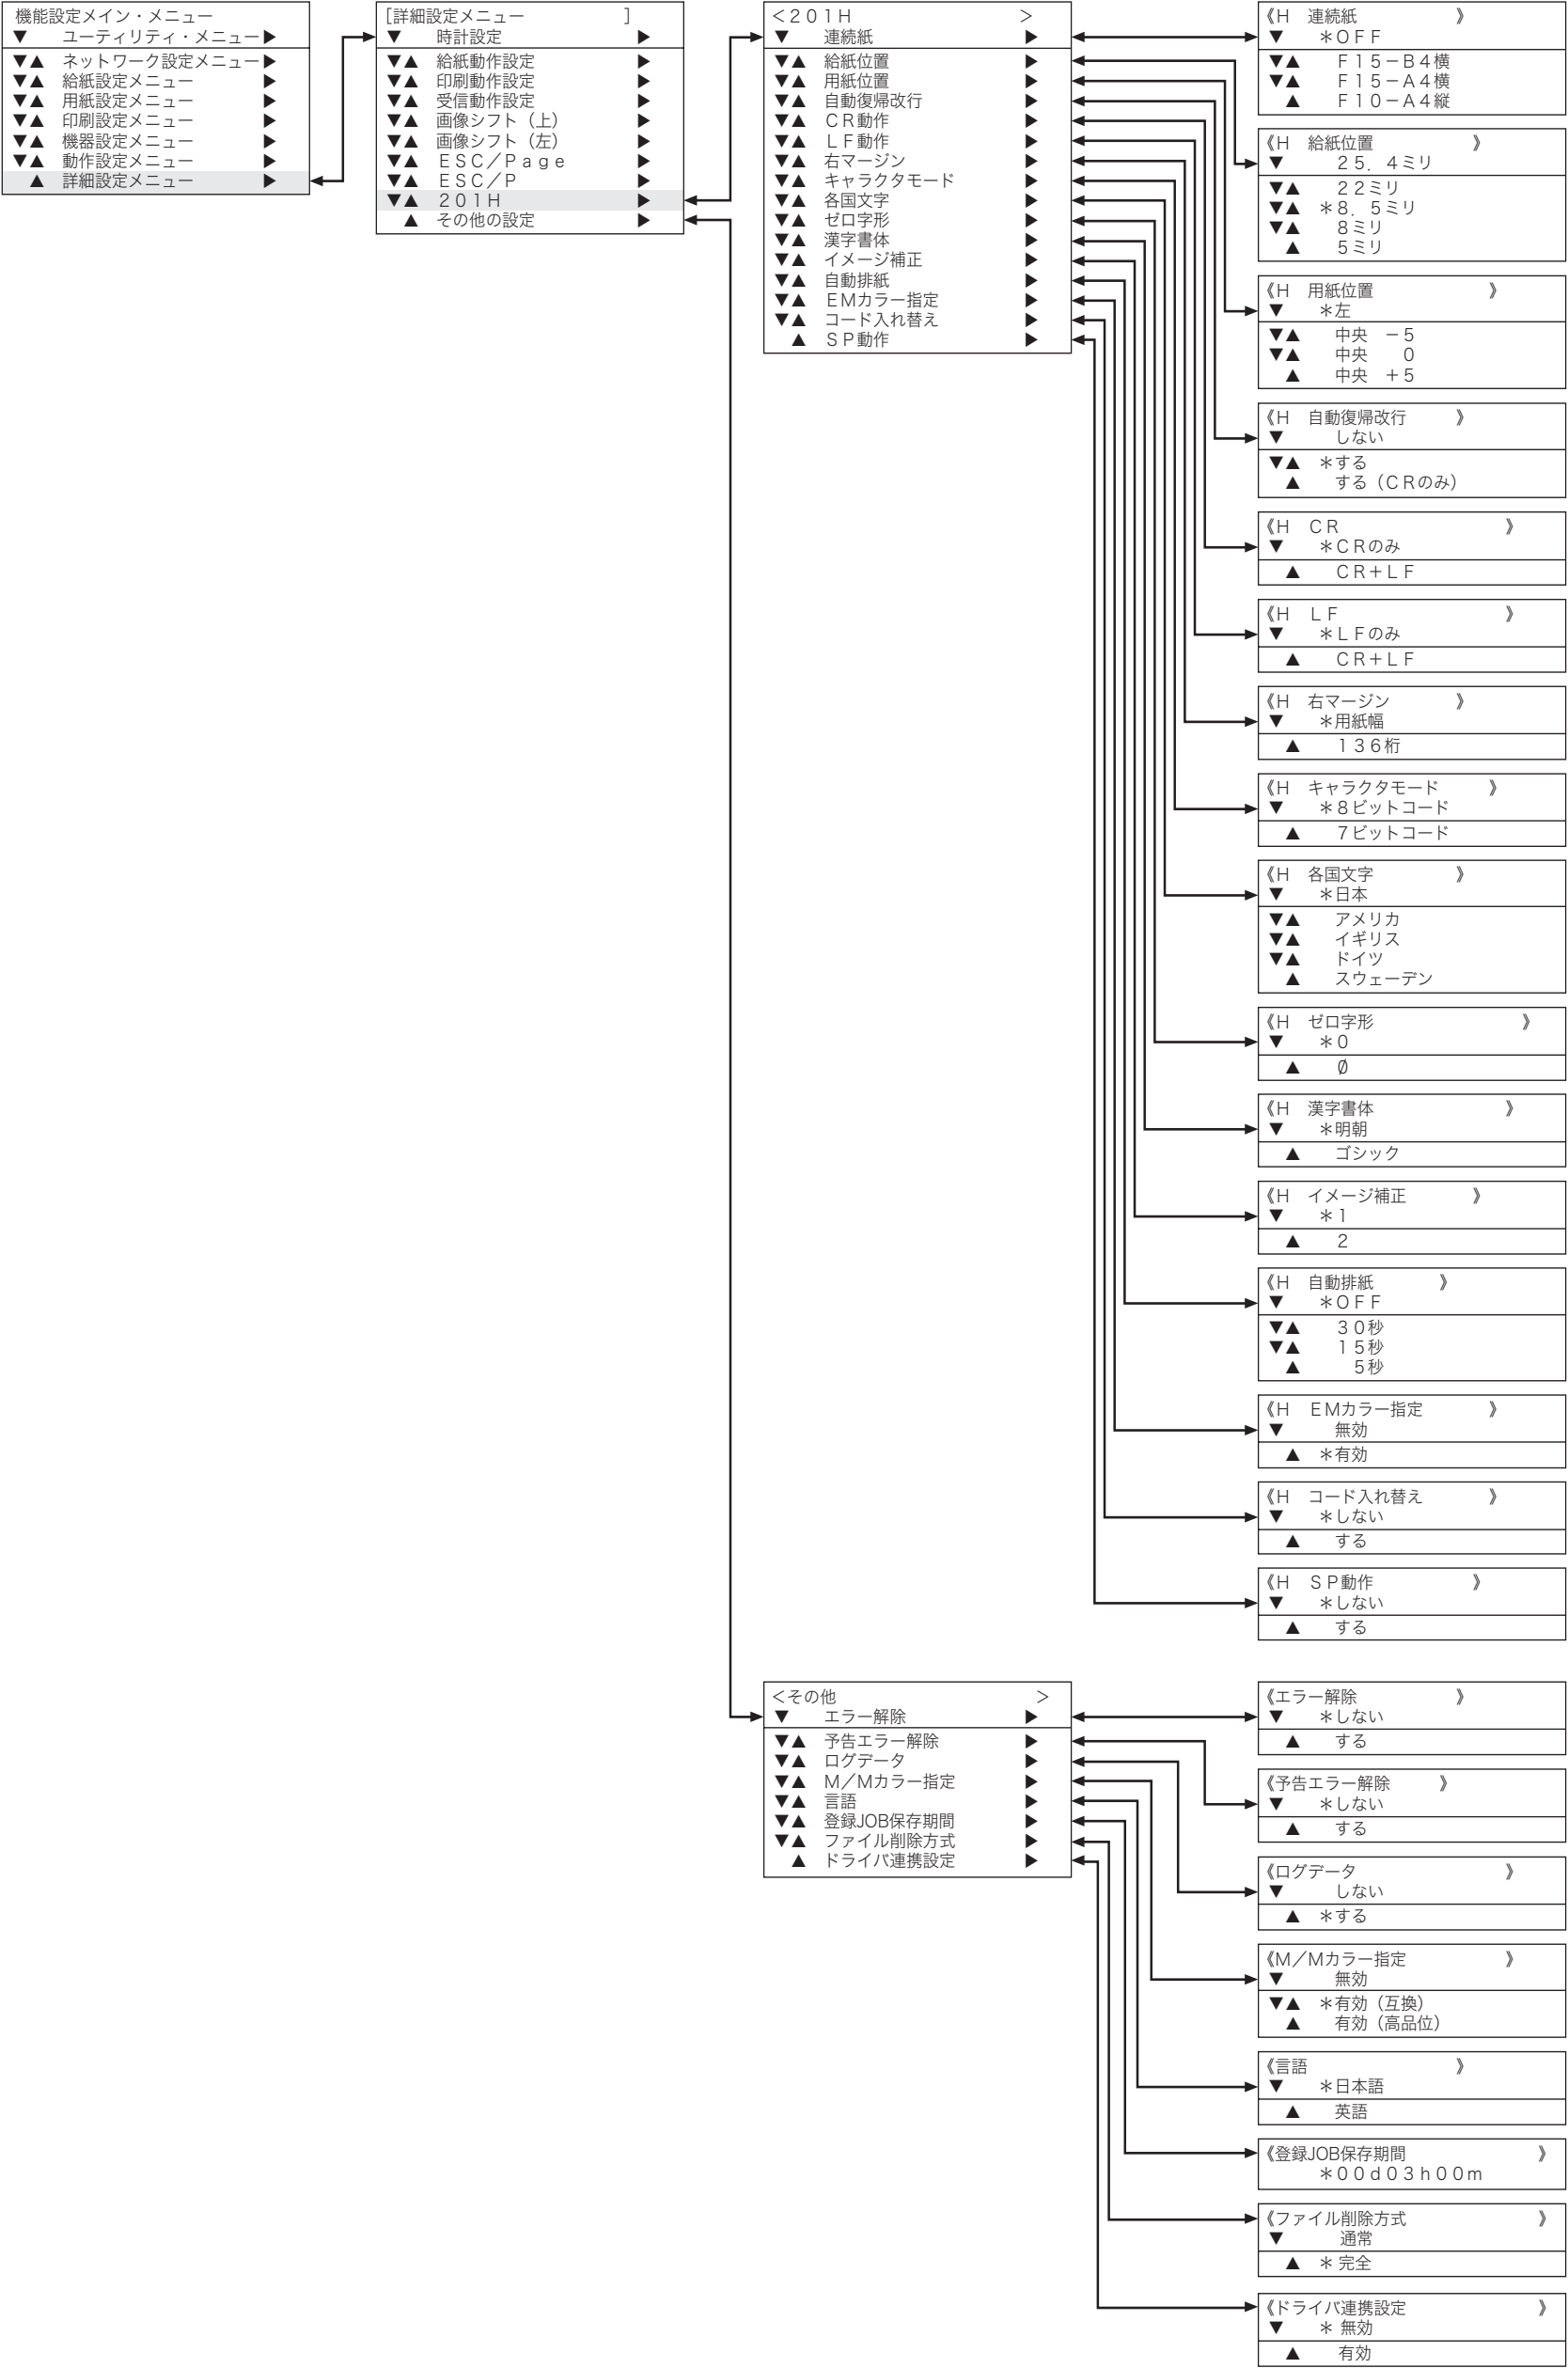 機能設定メイン・メニュー
▼ ユーティリティ・メニュー▶
▼▲ ネットワーク設定メニュー▶
▼▲ 給紙設定メニュー ▶
▼▲ 用紙設定メニュー ▶
▼▲ 印刷設定メニュー ▶
▼▲ 機器設定メニュー ▶
▼▲ 動作設定メニュー ▶
▲ 詳細設定メニュー ▶
[詳細設定メニュー ]
▼ 時計設定 ▶
▼▲ 給紙動作設定 ▶
▼▲ 印刷動作設定 ▶
▼▲ 受信動作設定 ▶
▼▲ 画像シフト（上） ▶
▼▲ 画像シフト（左） ▶
▼▲ ＥＳＣ／Ｐａｇｅ ▶
▼▲ ＥＳＣ／Ｐ ▶
▼▲ ２０１Ｈ ▶
▲ その他の設定 ▶
＜２０１Ｈ ＞
▼ 連続紙 ▶
▼▲ 給紙位置 ▶
▼▲ 用紙位置 ▶
▼▲ 自動復帰改行 ▶
▼▲ ＣＲ動作 ▶
▼▲ ＬＦ動作 ▶
▼▲ 右マージン ▶
▼▲ キャラクタモード ▶
▼▲ 各国文字 ▶
▼▲ ゼロ字形 ▶
▼▲ 漢字書体 ▶
▼▲ イメージ補正 ▶
▼▲ 自動排紙 ▶
▼▲ ＥＭカラー指定 ▶
▼▲ コード入れ替え ▶
▲ ＳＰ動作 ▶
《Ｈ 連続紙 》
▼ ＊ＯＦＦ
▼▲ Ｆ１５－Ｂ４横
▼▲ Ｆ１５－Ａ４横
▲ Ｆ１０－Ａ４縦
《Ｈ 給紙位置 》
▼ ２５．４ミリ
▼▲ ２２ミリ
▼▲ ＊８．５ミリ
▼▲ ８ミリ
▲ ５ミリ
《Ｈ 用紙位置 》
▼ ＊左
▼▲ 中央 －５
▼▲ 中央 ０
▲ 中央 ＋５
《Ｈ 自動復帰改行 》
▼ しない
▼▲ ＊する
▲ する（ＣＲのみ）
《Ｈ ＣＲ 》
▼ ＊ＣＲのみ
▲ ＣＲ＋ＬＦ
《Ｈ ＬＦ 》
▼ ＊ＬＦのみ
▲ ＣＲ＋ＬＦ
《Ｈ 右マージン 》
▼ ＊用紙幅
▲ １３６桁
《Ｈ キャラクタモード 》
▼ ＊８ビットコード
▲ ７ビットコード
《Ｈ 各国文字 》
▼ ＊日本
▼▲ アメリカ
▼▲ イギリス
▼▲ ドイツ
▲ スウェーデン
《Ｈ ゼロ字形 》
▼ ＊０
▲ Ø
《Ｈ 漢字書体 》
▼ ＊明朝
▲ ゴシック
《Ｈ イメージ補正 》
▼ ＊１
▲ ２
《Ｈ 自動排紙 》
▼ ＊ＯＦＦ
▼▲ ３０秒
▼▲ １５秒
▲ ５秒
《Ｈ ＥＭカラー指定 》
▼ 無効
▲ ＊有効
《Ｈ コード入れ替え 》
▼ ＊しない
▲ する
《Ｈ ＳＰ動作 》
▼ ＊しない
▲ する
＜その他 ＞
▼ エラー解除 ▶
▼▲ 予告エラー解除 ▶
▼▲ ログデータ ▶
▼▲ Ｍ／Ｍカラー指定 ▶
▼▲ 言語 ▶
▼▲ 登録JOB保存期間 ▶
▼▲ ファイル削除方式 ▶
▲ ドライバ連携設定 ▶
《エラー解除 》
▼ ＊しない
▲ する
《予告エラー解除 》
▼ ＊しない
▲ する
《ログデータ 》
▼ しない
▲ ＊する
《Ｍ／Ｍカラー指定 》
▼ 無効
▼▲ ＊有効（互換）
▲ 有効（高品位）
《言語 》
▼ ＊日本語
▲ 英語
《登録JOB保存期間 》
＊００ｄ０３ｈ００ｍ
《ファイル削除方式 》
▼ 通常
▲ ＊ 完全
《ドライバ連携設定 》
▼ ＊ 無効
▲ 有効